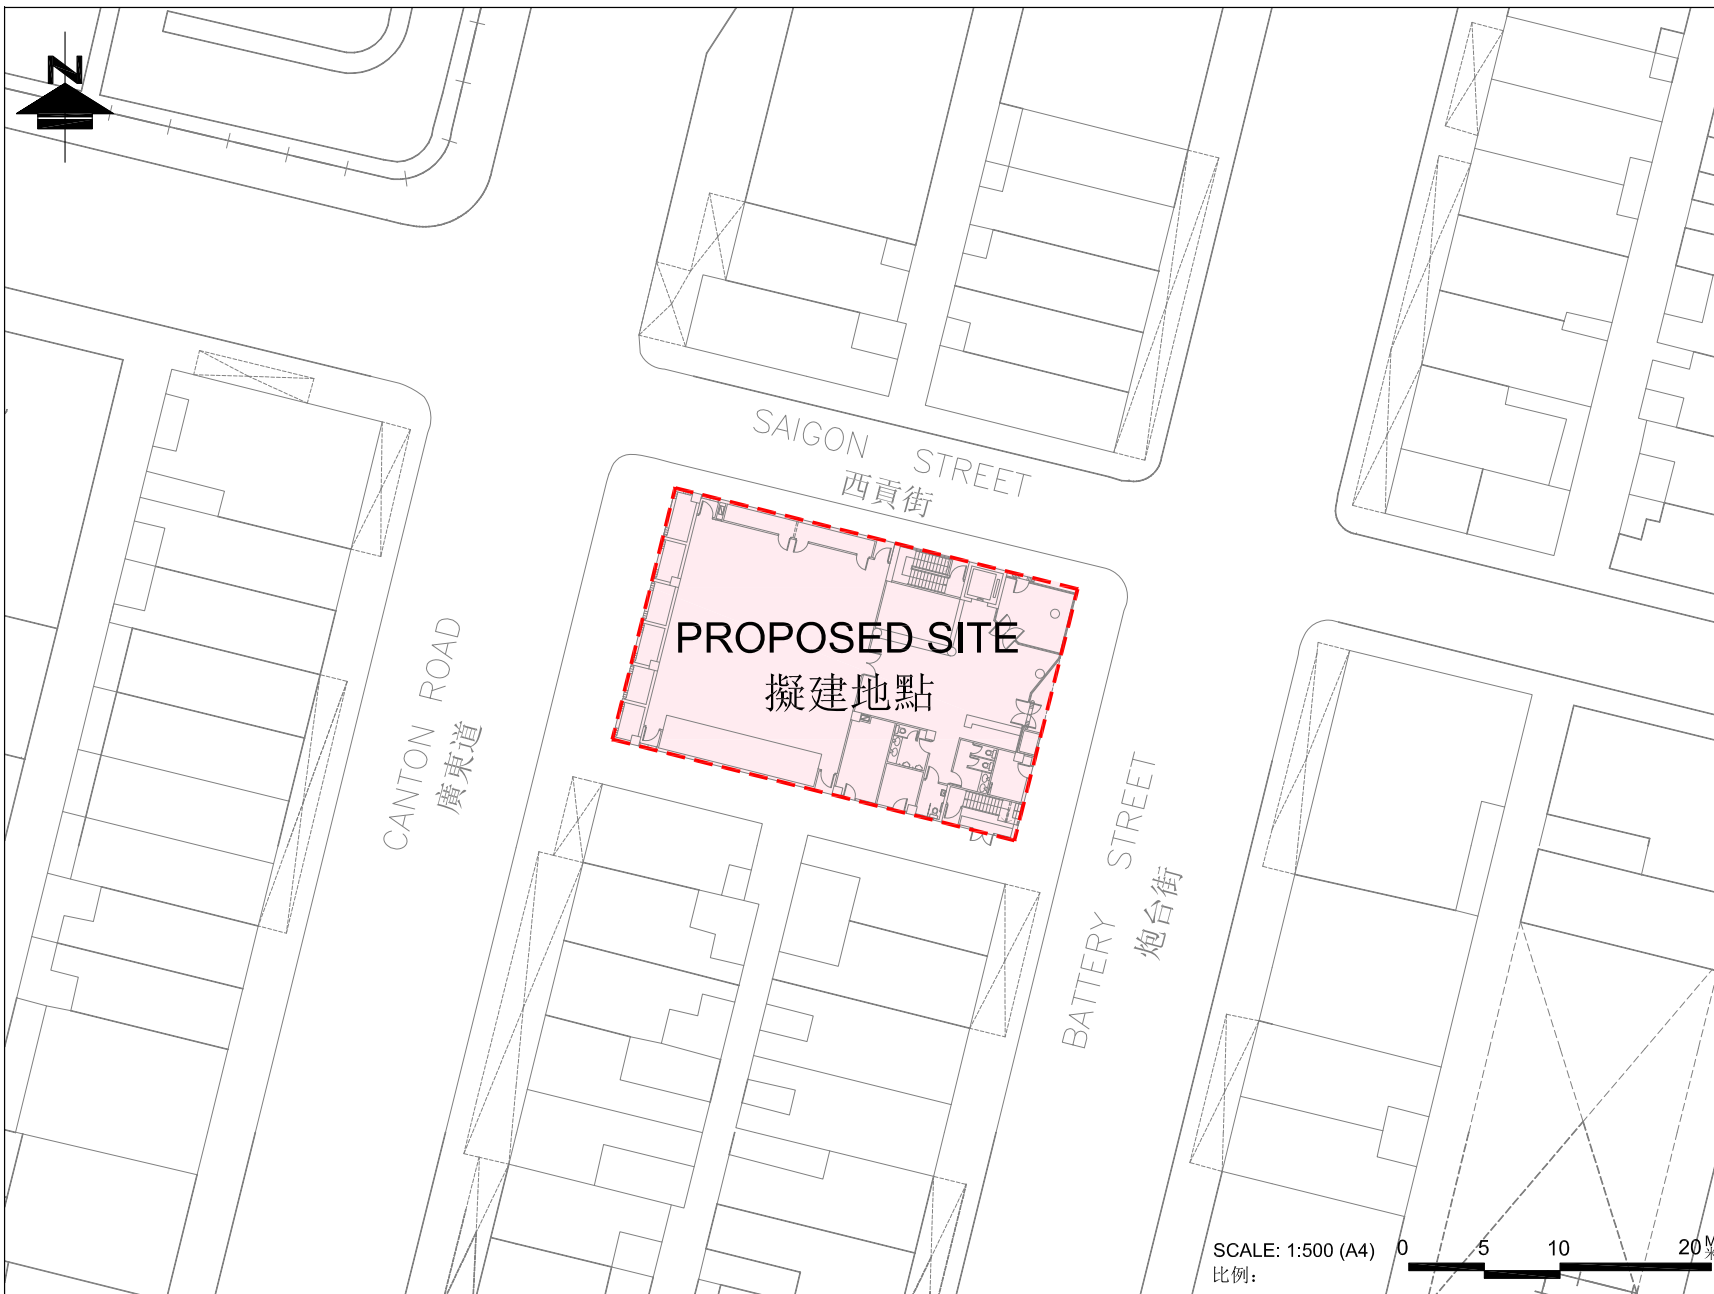 N
SAIGON STREET
西貢街
PROPOSED SITE
擬建地點
CANTON ROAD
廣東道
BATTERY STREET
炮台街
SCALE: 1:500 (A4)
比例:
0 5 10 20 M
米